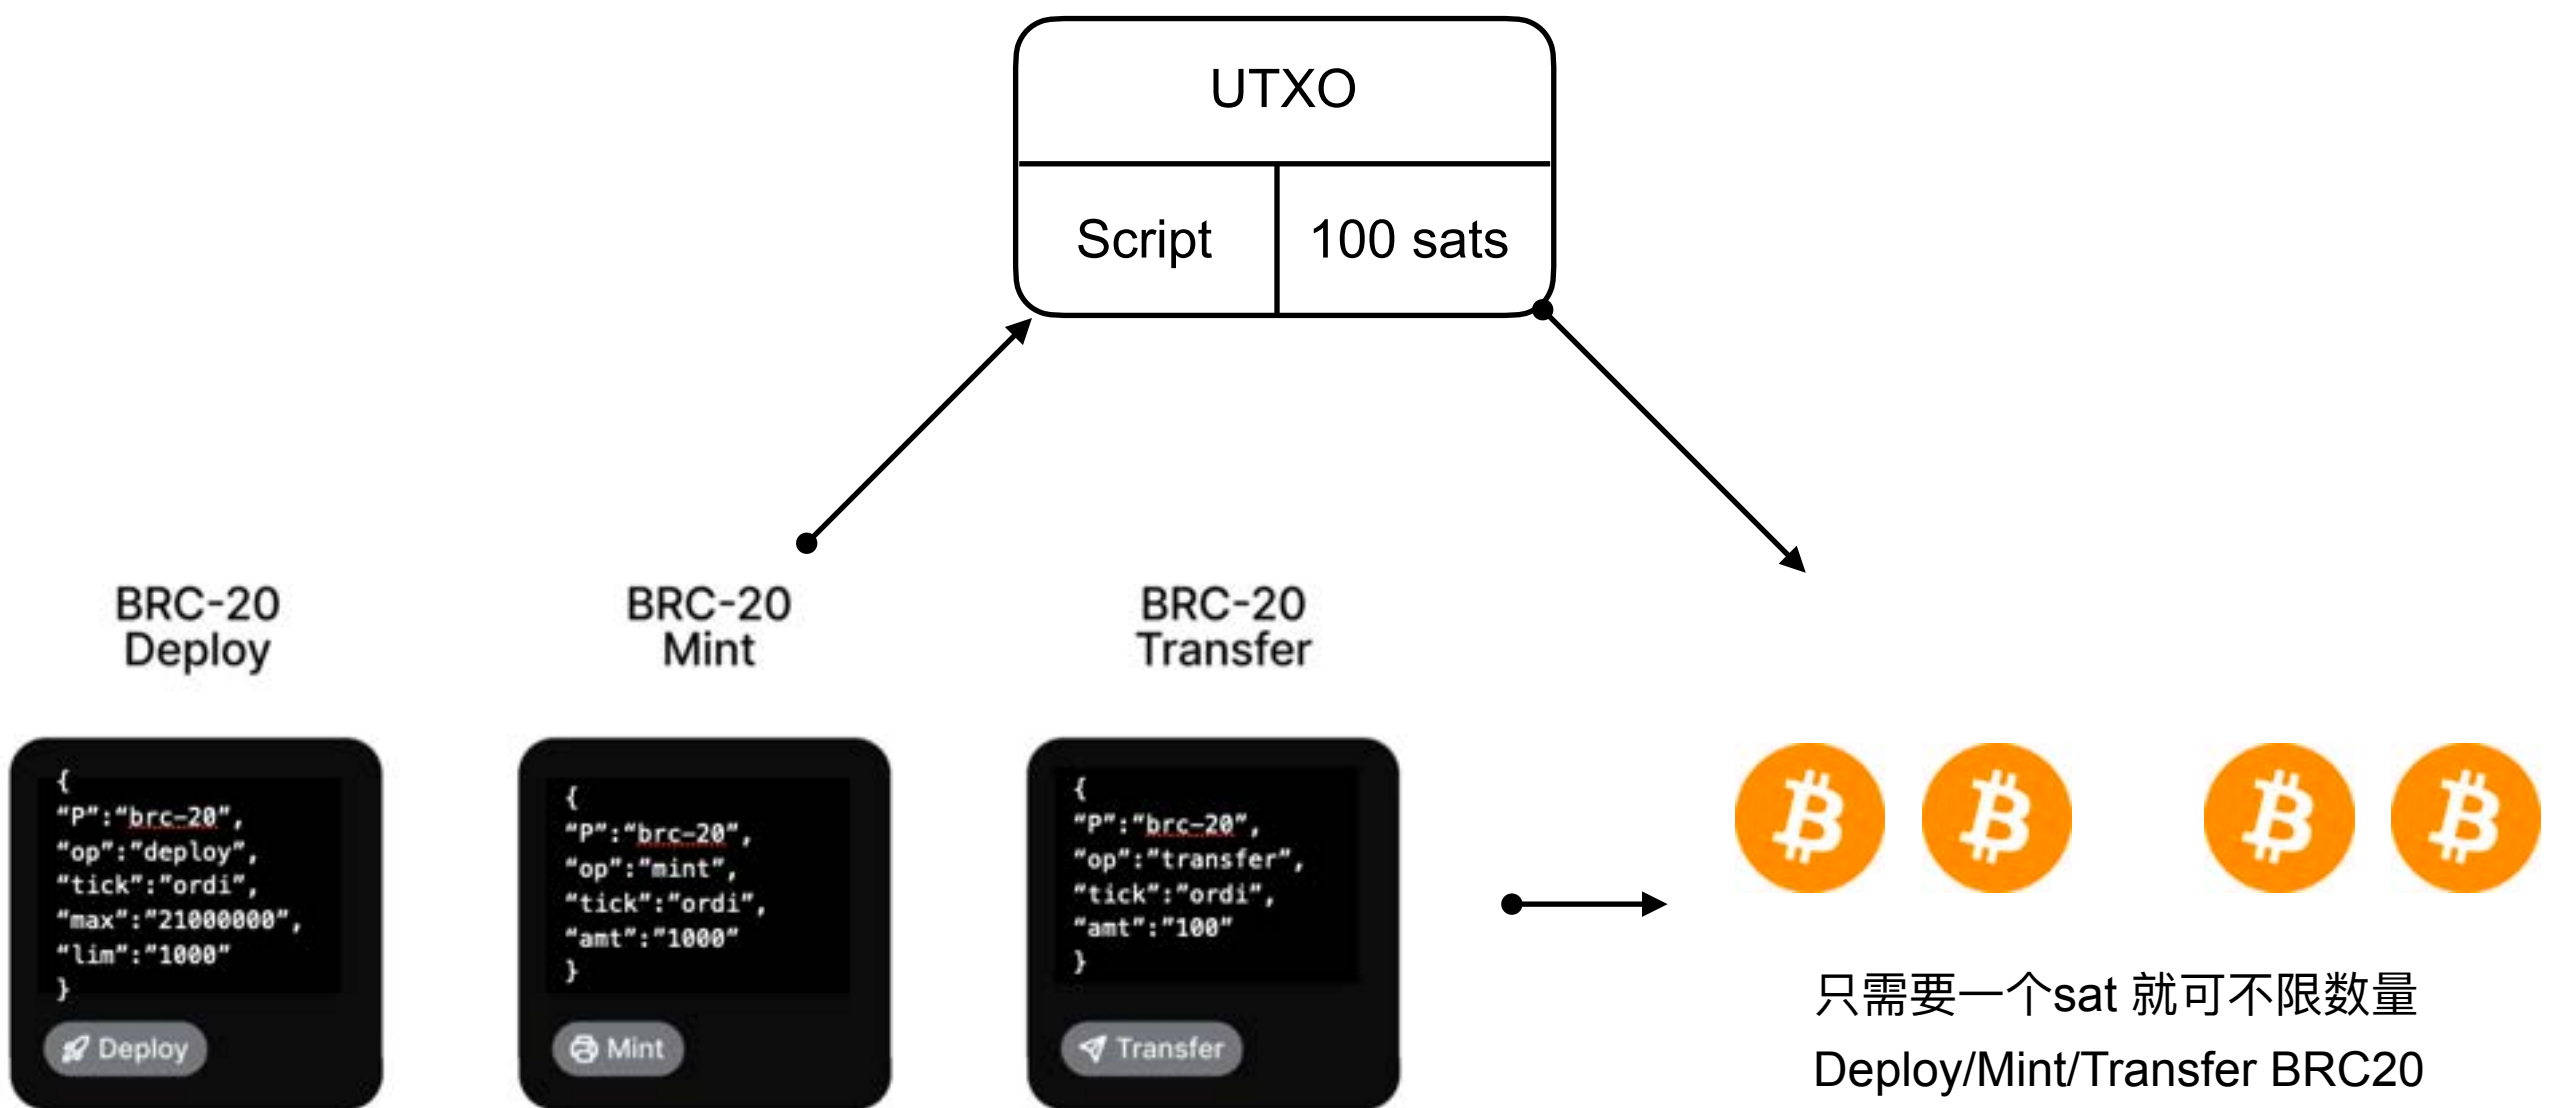 UTXO
Script
100 sats
BRC-20
Deploy
BRC-20
Mint
BRC-20
Transfer
{
“P”:“brc-20”,
“op”:”deploy”,
“tick”:”ordi”,
“max”:”21000000”,
“lim”:”1000”
}
Deploy
{
“P”:“brc-20”,
“op”:”mint”,
“tick”:”ordi”,
“amt”:”1000”
}
Mint
{
“P”:“brc-20”,
“op”:”transfer”,
“tick”:”ordi”,
“amt”:”100”
}
Transfer
只需要一个sat 就可不限数量
Deploy/Mint/Transfer BRC20